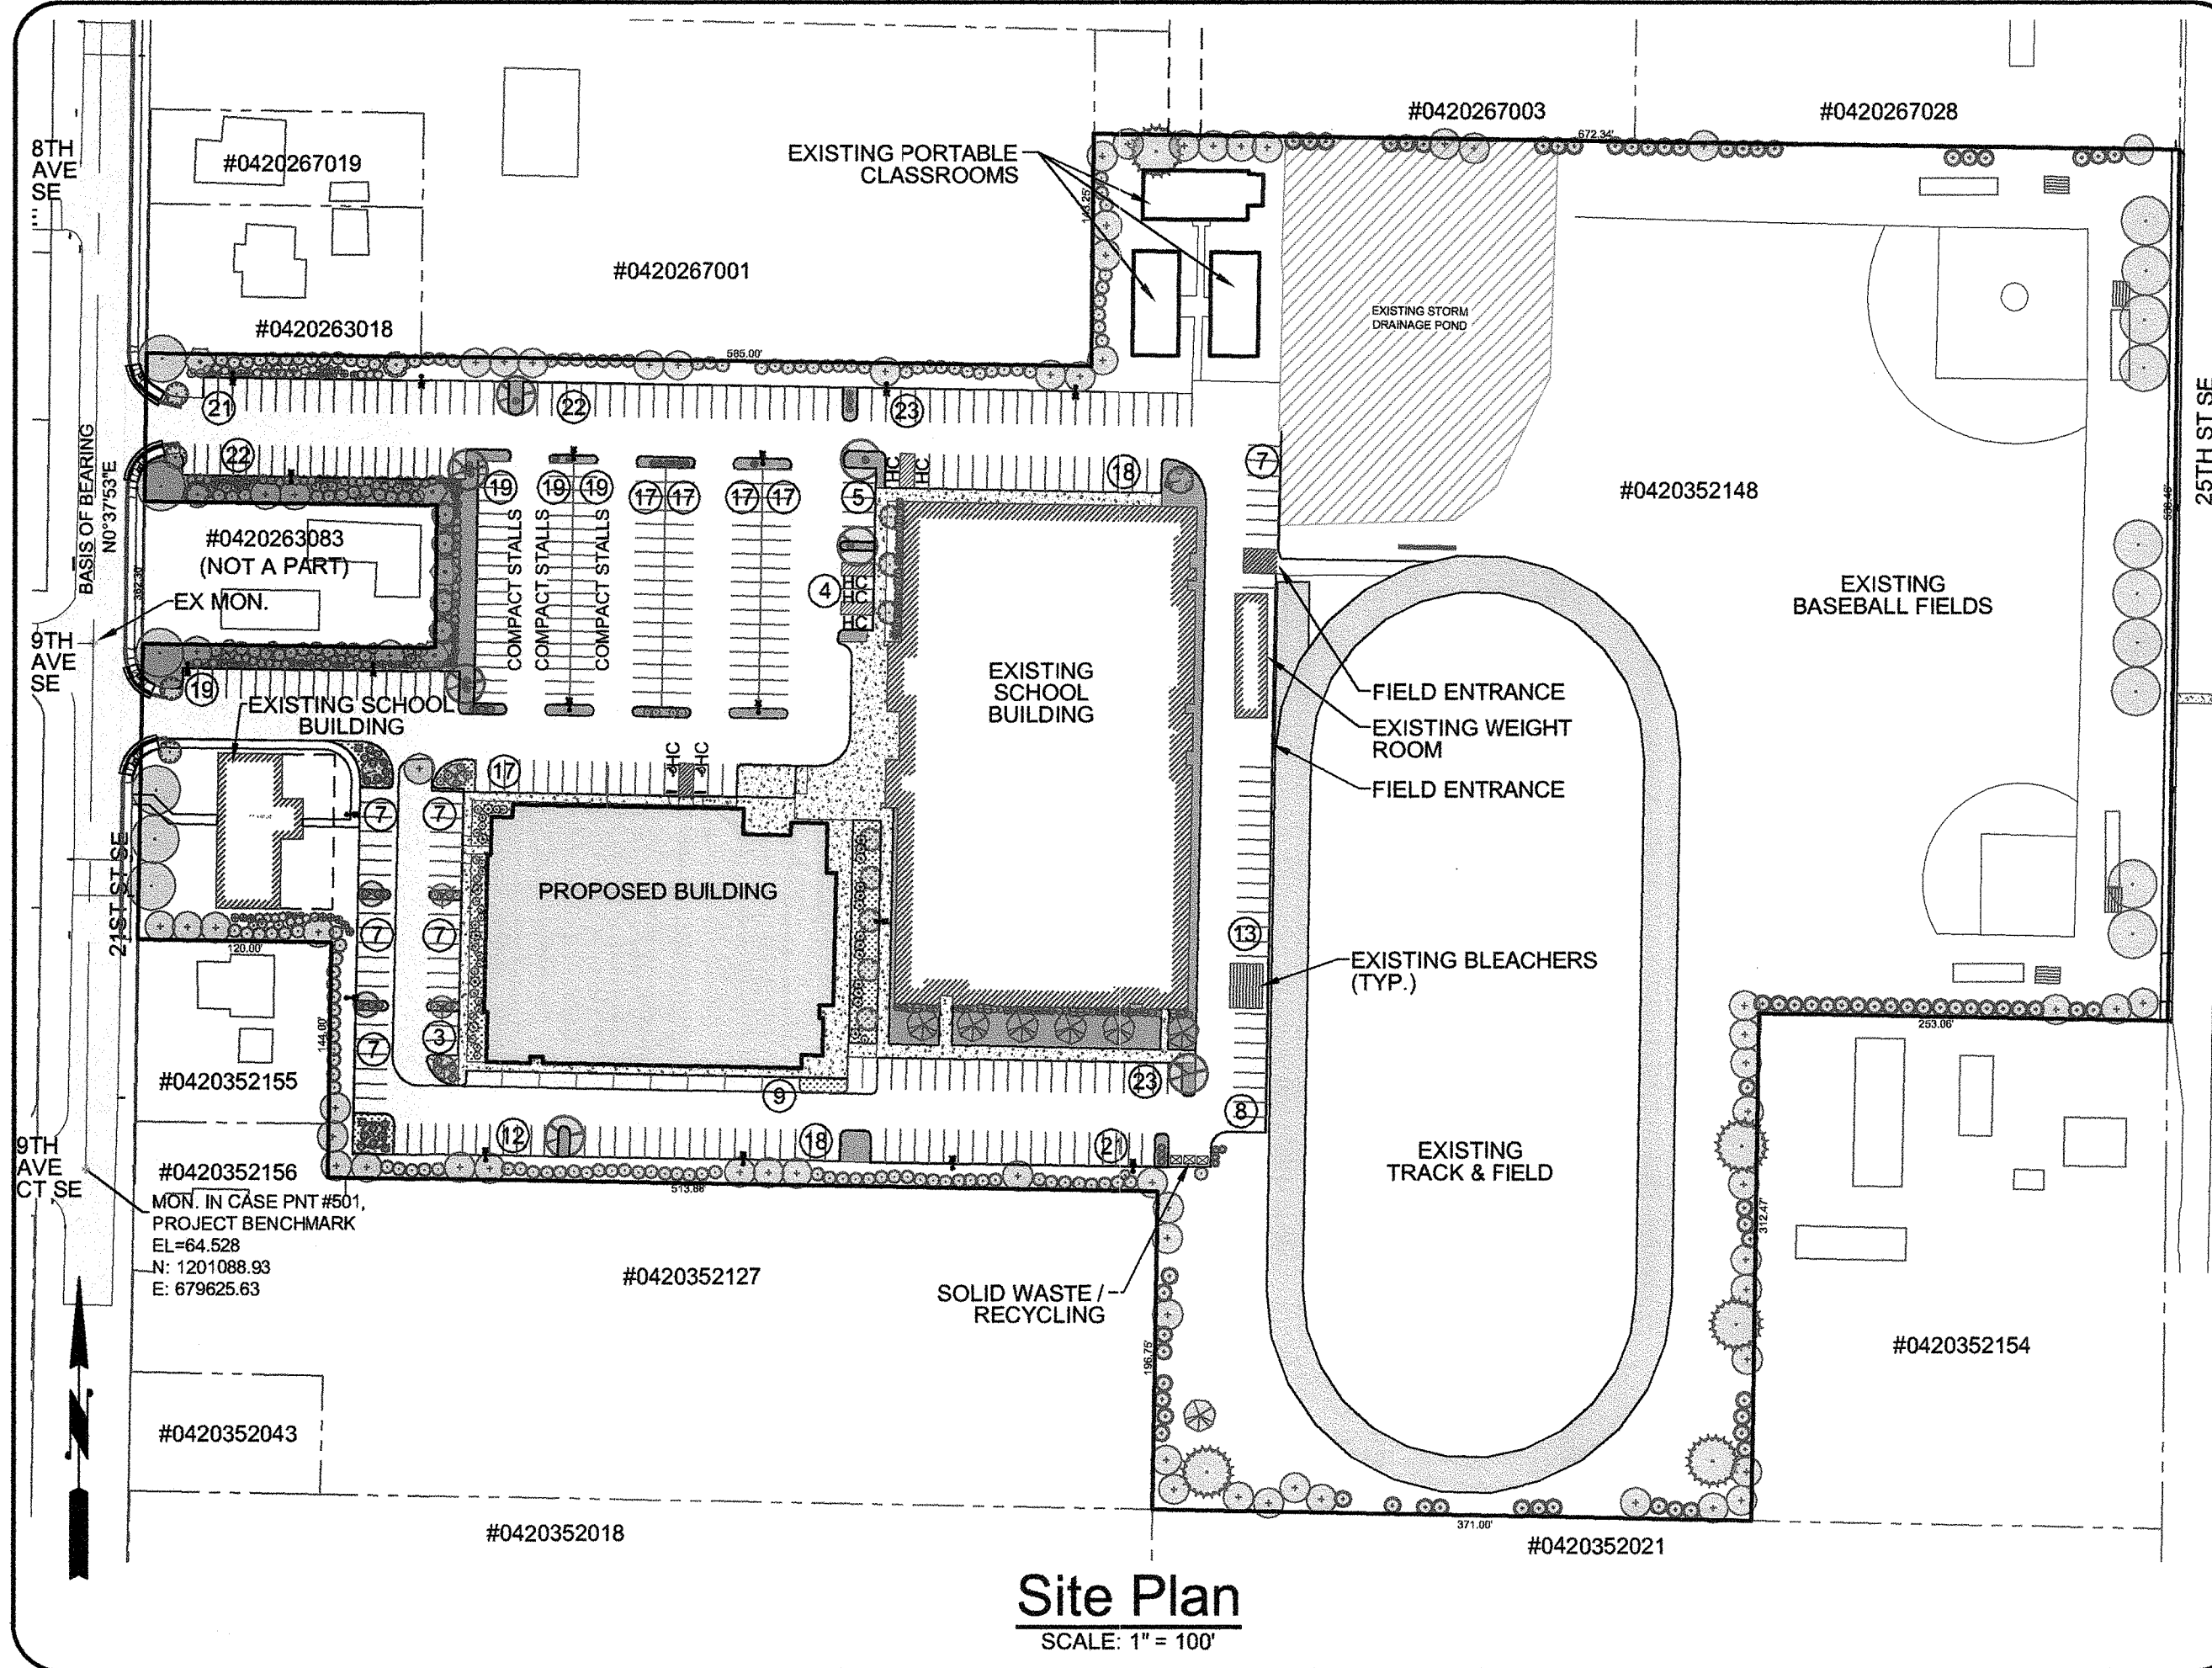 #0420267003
#0420267028
672.34'
8TH
AVE
SE
#0420267019
EXISTING PORTABLE
CLASSROOMS
143.25'
#0420267001
#0420263018
EXISTING STORM
DRAINAGE POND
585.00'
25TH ST SE
21
22
23
BASIS OF BEARING
N0°37'53"E
22
19
19
19
17
17
17
17
5
HC
HC
18
7
#0420352148
COMPACT STALLS
COMPACT STALLS
COMPACT STALLS
#0420263083
(NOT A PART)
382.30'
EX MON.
4
HC
HC
HC
EXISTING
BASEBALL FIELDS
9TH
AVE
SE
19
EXISTING SCHOOL
BUILDING
EXISTING
SCHOOL
BUILDING
FIELD ENTRANCE
EXISTING WEIGHT
ROOM
FIELD ENTRANCE
17
HC
HC
7
7
21ST ST SE
PROPOSED BUILDING
7
7
13
120.00'
EXISTING BLEACHERS
(TYP.)
144.00'
253.06'
7
3
#0420352155
9
23
8
12
18
21
9TH
AVE
CT SE
#0420352156
513.88'
EXISTING
TRACK & FIELD
312.47'
MON. IN CASE PNT #501,
PROJECT BENCHMARK
EL=64.528
N: 1201088.93
E: 679625.63
#0420352127
SOLID WASTE /
RECYCLING
196.75'
#0420352154
N
#0420352043
371.00'
#0420352018
#0420352021
Site Plan
SCALE: 1" = 100'